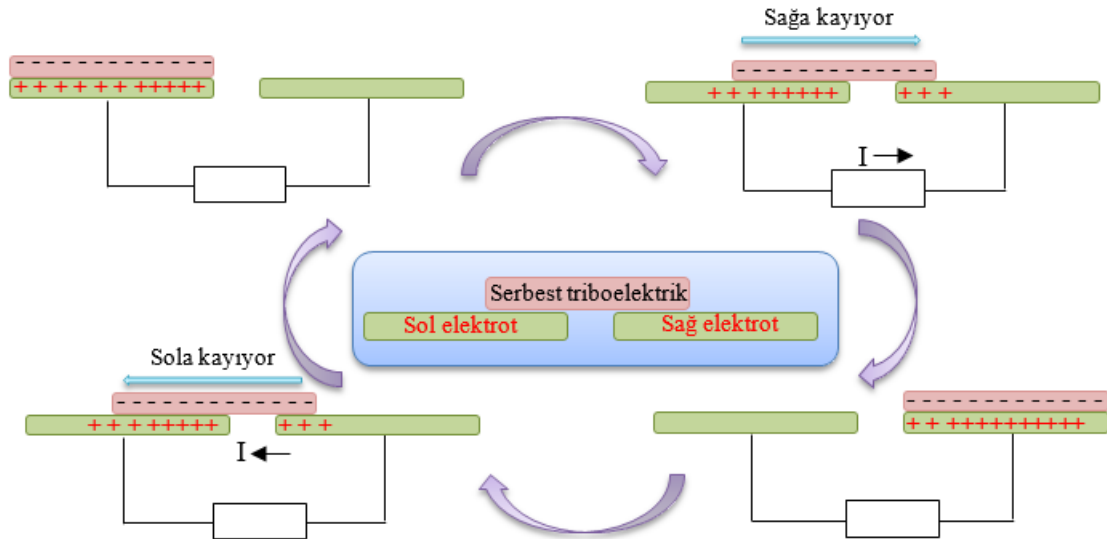 Sağa kayıyor
- - - - - - - - - - - - - - -
+ + + + + + +++++
- - - - - - - - - - - - -
+ + + +++++ + + +
I
Serbest triboelektrik
Sol elektrot Sağ elektrot
Sola kayıyor
- - - - - - - - - - - - -
+ + + +++++ + + +
I
- - - - - - - - - - - - - - -
+ + ++++++++++